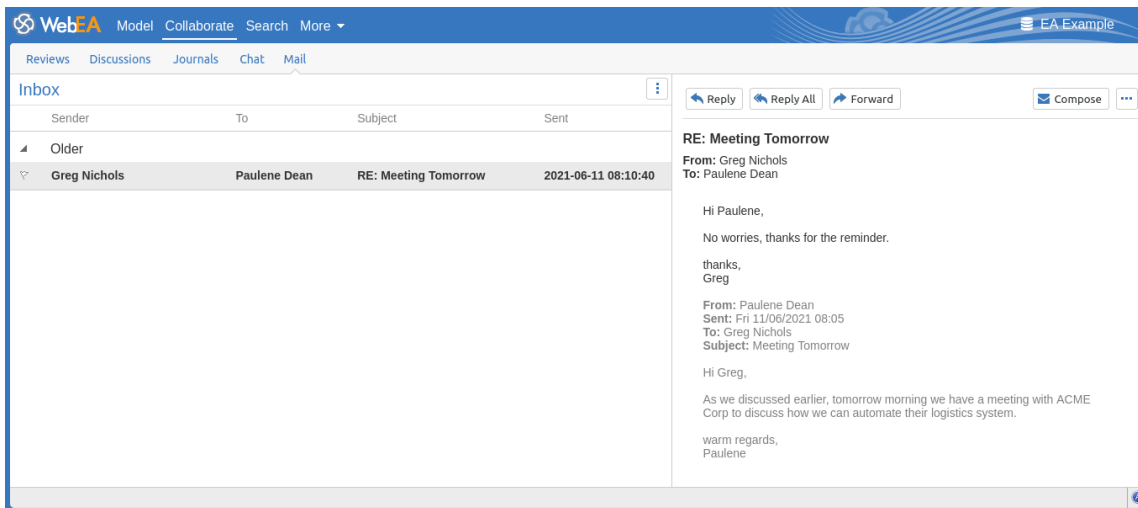 WebEA Model Collaborate Search More EA Example
Reviews Discussions Journals Chat Mail
Inbox
Sender To Subject Sent
Older
Greg Nichols Paulene Dean RE: Meeting Tomorrow 2021-06-11 08:10:40
Reply Reply All Forward Compose
RE: Meeting Tomorrow
From: Greg Nichols
To: Paulene Dean
Hi Paulene,
No worries, thanks for the reminder.
thanks,
Greg
From: Paulene Dean
Sent: Fri 11/06/2021 08:05
To: Greg Nichols
Subject: Meeting Tomorrow
Hi Greg,
As we discussed earlier, tomorrow morning we have a meeting with ACME
Corp to discuss how we can automate their logistics system.
warm regards,
Paulene